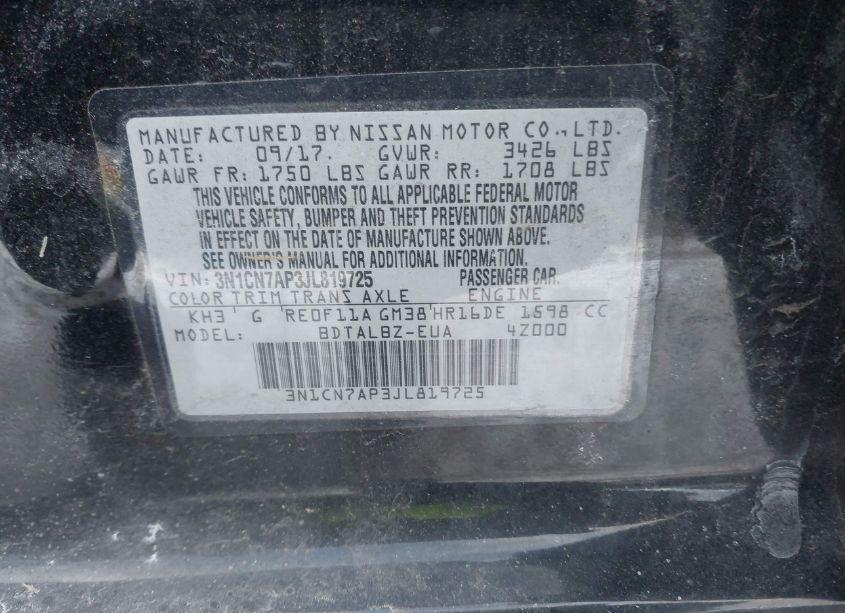 MANUFACTURED BY NISSAN MOTOR CO.,LTD.
DATE: 09/17. GVWR: 3426 LBS
GAWR FR: 1750 LBS GAWR RR: 1708 LBS
THIS VEHICLE CONFORMS TO ALL APPLICABLE FEDERAL MOTOR
VEHICLE SAFETY, BUMPER AND THEFT PREVENTION STANDARDS
IN EFFECT ON THE DATE OF MANUFACTURE SHOWN ABOVE.
SEE OWNER'S MANUAL FOR ADDITIONAL INFORMATION.
VIN: 3N1CN7AP3JL819725 PASSENGER CAR.
COLOR TRIM TRANS AXLE ENGINE
KH3 G RE0F11A GM38 HR16DE 1598 CC
MODEL: BDTALBZ-EUA 4Z000
3N1CN7AP3JL819725